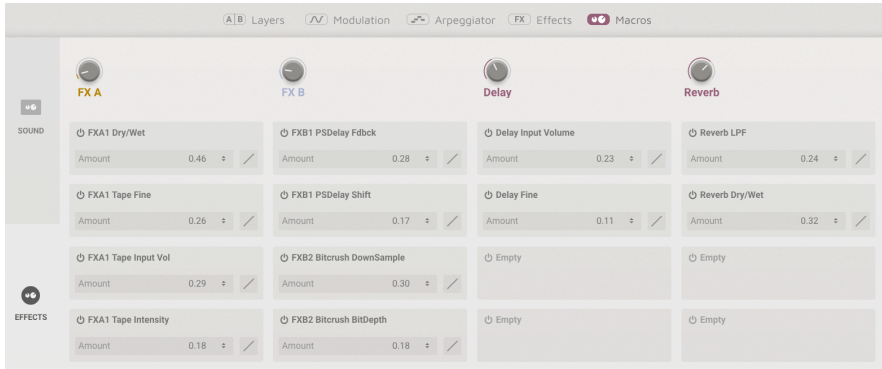 A B Layers Modulation Arpeggiator FX Effects Macros
FX A FX B Delay Reverb
SOUND
FXA1 Dry/Wet FXB1 PSDelay Fdbck Delay Input Volume Reverb LPF
Amount 0.46 Amount 0.28 Amount 0.23 Amount 0.24
FXA1 Tape Fine FXB1 PSDelay Shift Delay Fine Reverb Dry/Wet
Amount 0.26 Amount 0.17 Amount 0.11 Amount 0.32
FXA1 Tape Input Vol FXB2 Bitcrush DownSample Empty Empty
Amount 0.29 Amount 0.30
EFFECTS
FXA1 Tape Intensity FXB2 Bitcrush BitDepth Empty Empty
Amount 0.18 Amount 0.18